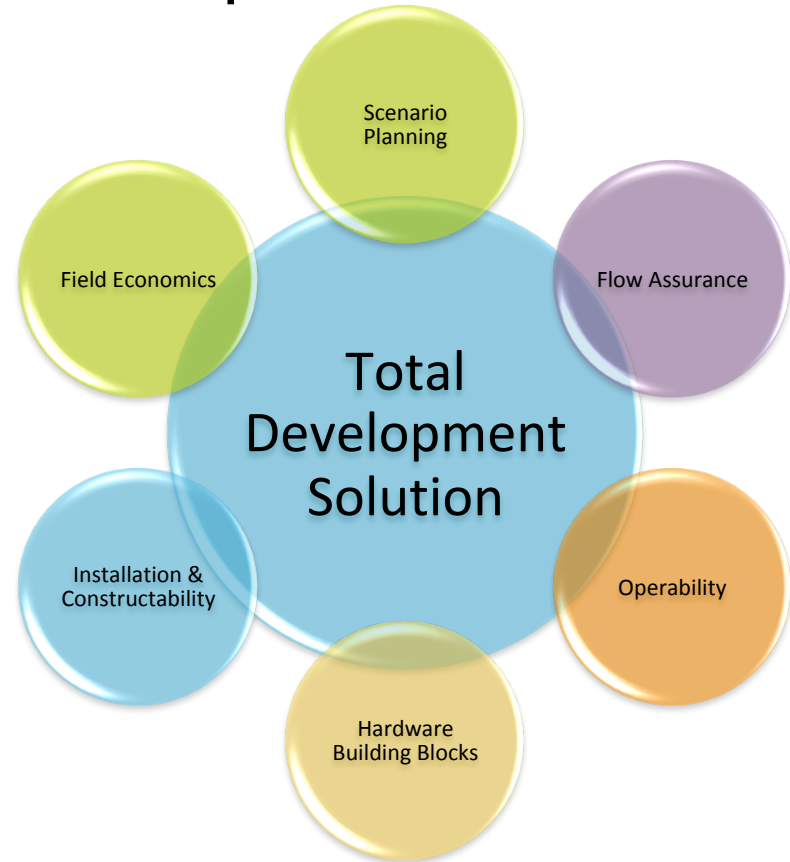 Scenario
Planning
Field Economics
Flow Assurance
Total
Development
Solution
Installation &
Constructability
Operability
Hardware
Building Blocks